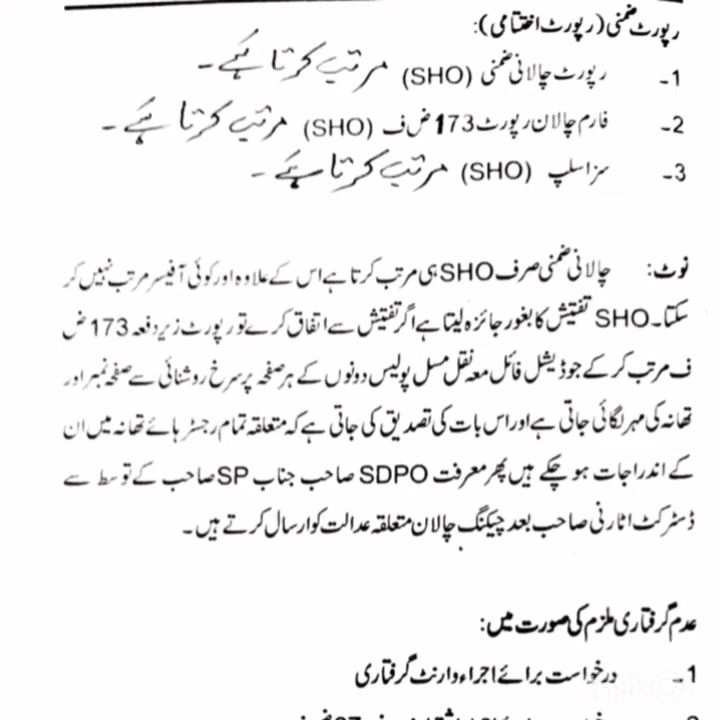 رپورٹ ضمنی (رپورٹ اختتامی):
1۔ رپورٹ چالانی ضمنی (SHO) مرتب کرتا ہے۔
2۔ فارم چالان رپورٹ 173 ض ف (SHO) مرتب کرتا ہے۔
3۔ سزا سلپ (SHO) مرتب کرتا ہے۔
نوٹ: چالانی ضمنی صرف SHO ہی مرتب کرتا ہے اس کے علاوہ اور کوئی آفیسر مرتب نہیں کر
سکتا۔ SHO تفتیش کا بغور جائزہ لیتا ہے اگر تفتیش سے اتفاق کرے تو رپورٹ زیر دفعہ 173 ض
ف مرتب کر کے جوڈیشل فائل معہ نقل مسل پولیس دونوں کے ہر صفحہ پر سرخ روشنائی سے صفحہ نمبر اور
تھانہ کی مہر لگائی جاتی ہے اور اس بات کی تصدیق کی جاتی ہے کہ متعلقہ تمام رجسٹر ہائے تھانہ میں ان
کے اندراجات ہو چکے ہیں پھر معرفت SDPO صاحب جناب SP صاحب کے توسط سے
ڈسٹرکٹ اٹارنی صاحب بعد چیکنگ چالان متعلقہ عدالت کو ارسال کرتے ہیں۔
عدم گرفتاری ملزم کی صورت میں:
1۔ درخواست برائے اجراء وارنٹ گرفتاری